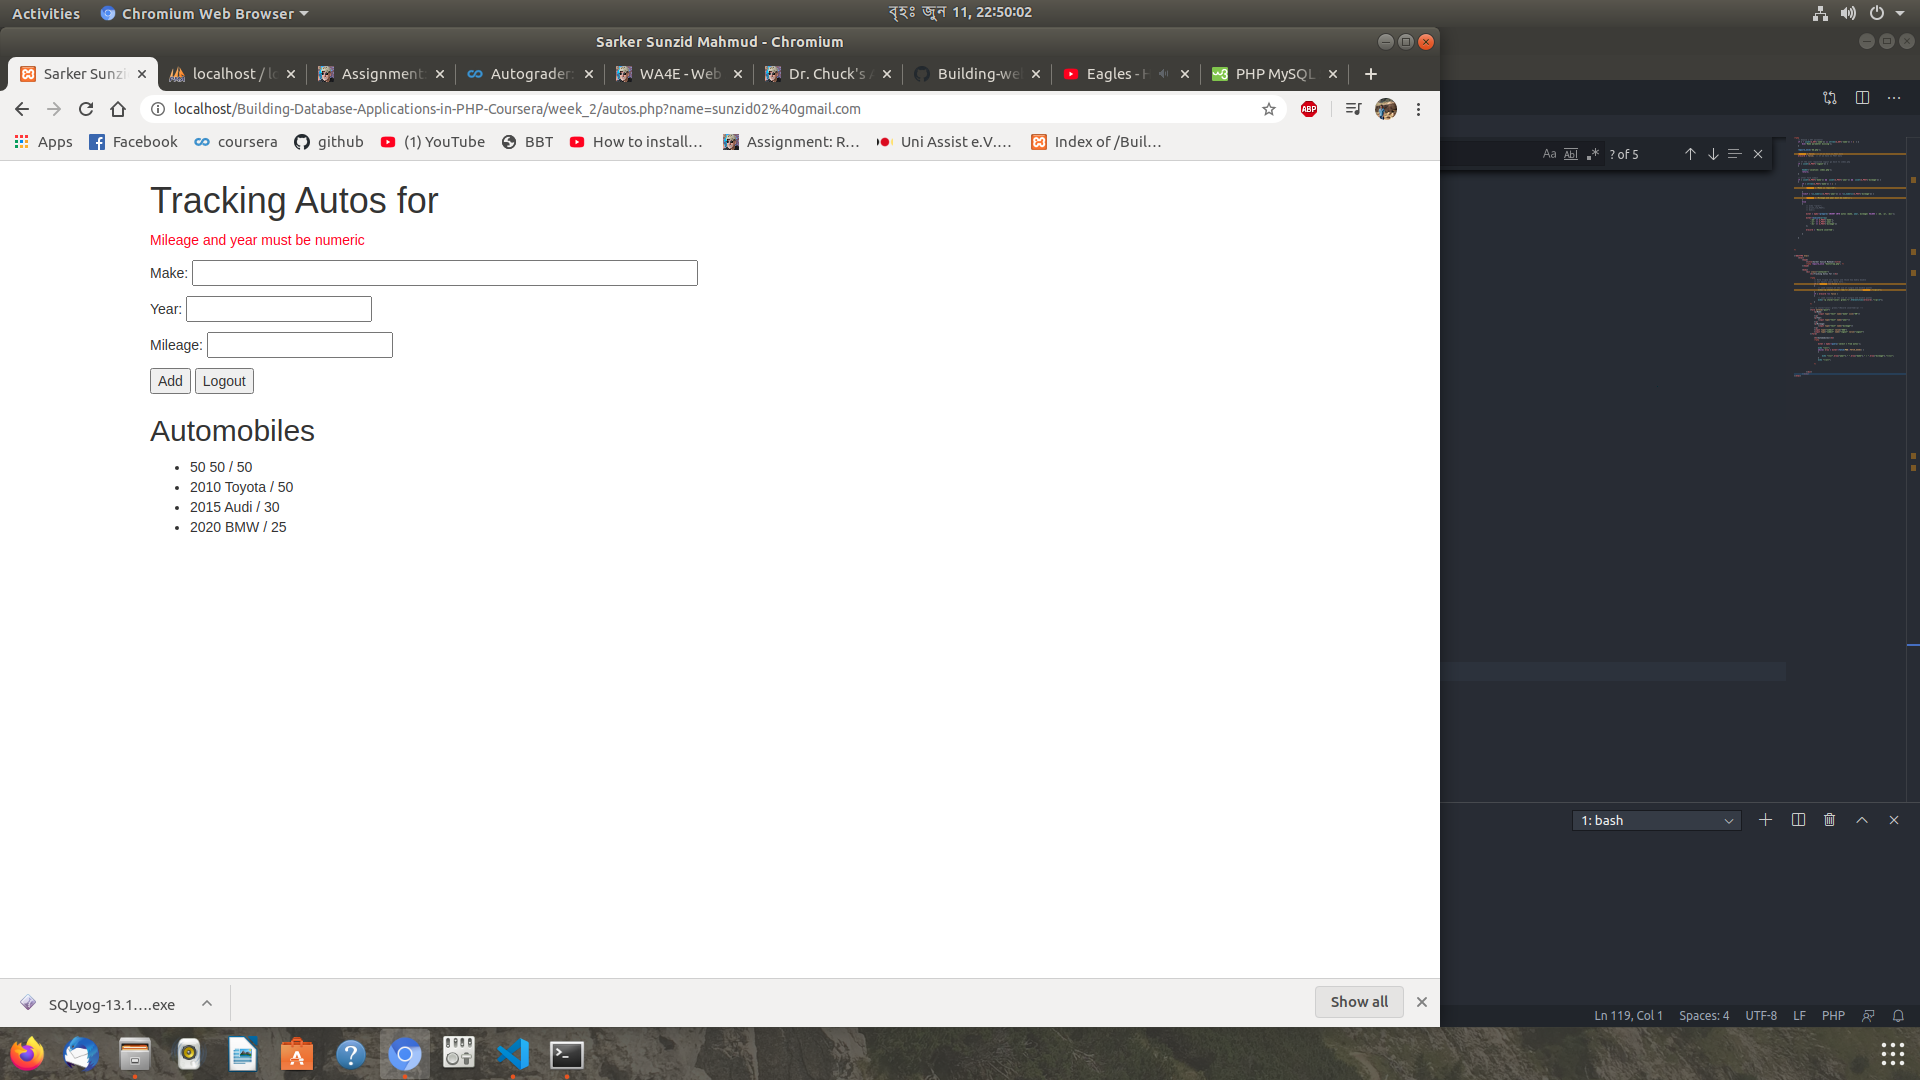 Activities
Chromium Web Browser
বৃহঃ জুন 11, 22:50:02
Sarker Sunzid Mahmud - Chromium
Sarker Sunzi
localhost / lo
Assignment:
Autograder:
WA4E - Web
Dr. Chuck's
Building-we
Eagles - H
PHP MySQL
localhost/Building-Database-Applications-in-PHP-Coursera/week_2/autos.php?name=sunzid02%40gmail.com
ABP
Apps
Facebook
coursera
github
(1) YouTube
BBT
How to install...
Assignment: R...
Uni Assist e.V....
Index of /Buil...
Tracking Autos for
Mileage and year must be numeric
Make:
Year:
Mileage:
Add
Logout
Automobiles
50 50 / 50
2010 Toyota / 50
2015 Audi / 30
2020 BMW / 25
Aa
Abl
? of 5
1: bash
SQLyog-13.1....exe
Show all
Ln 119, Col 1
Spaces: 4
UTF-8
LF
PHP